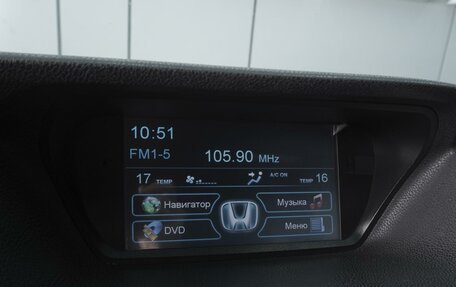 10:51
FM1-5 105.90 MHz
17 TEMP A/C ON TEMP 16
Навигатор Музыка
DVD Меню